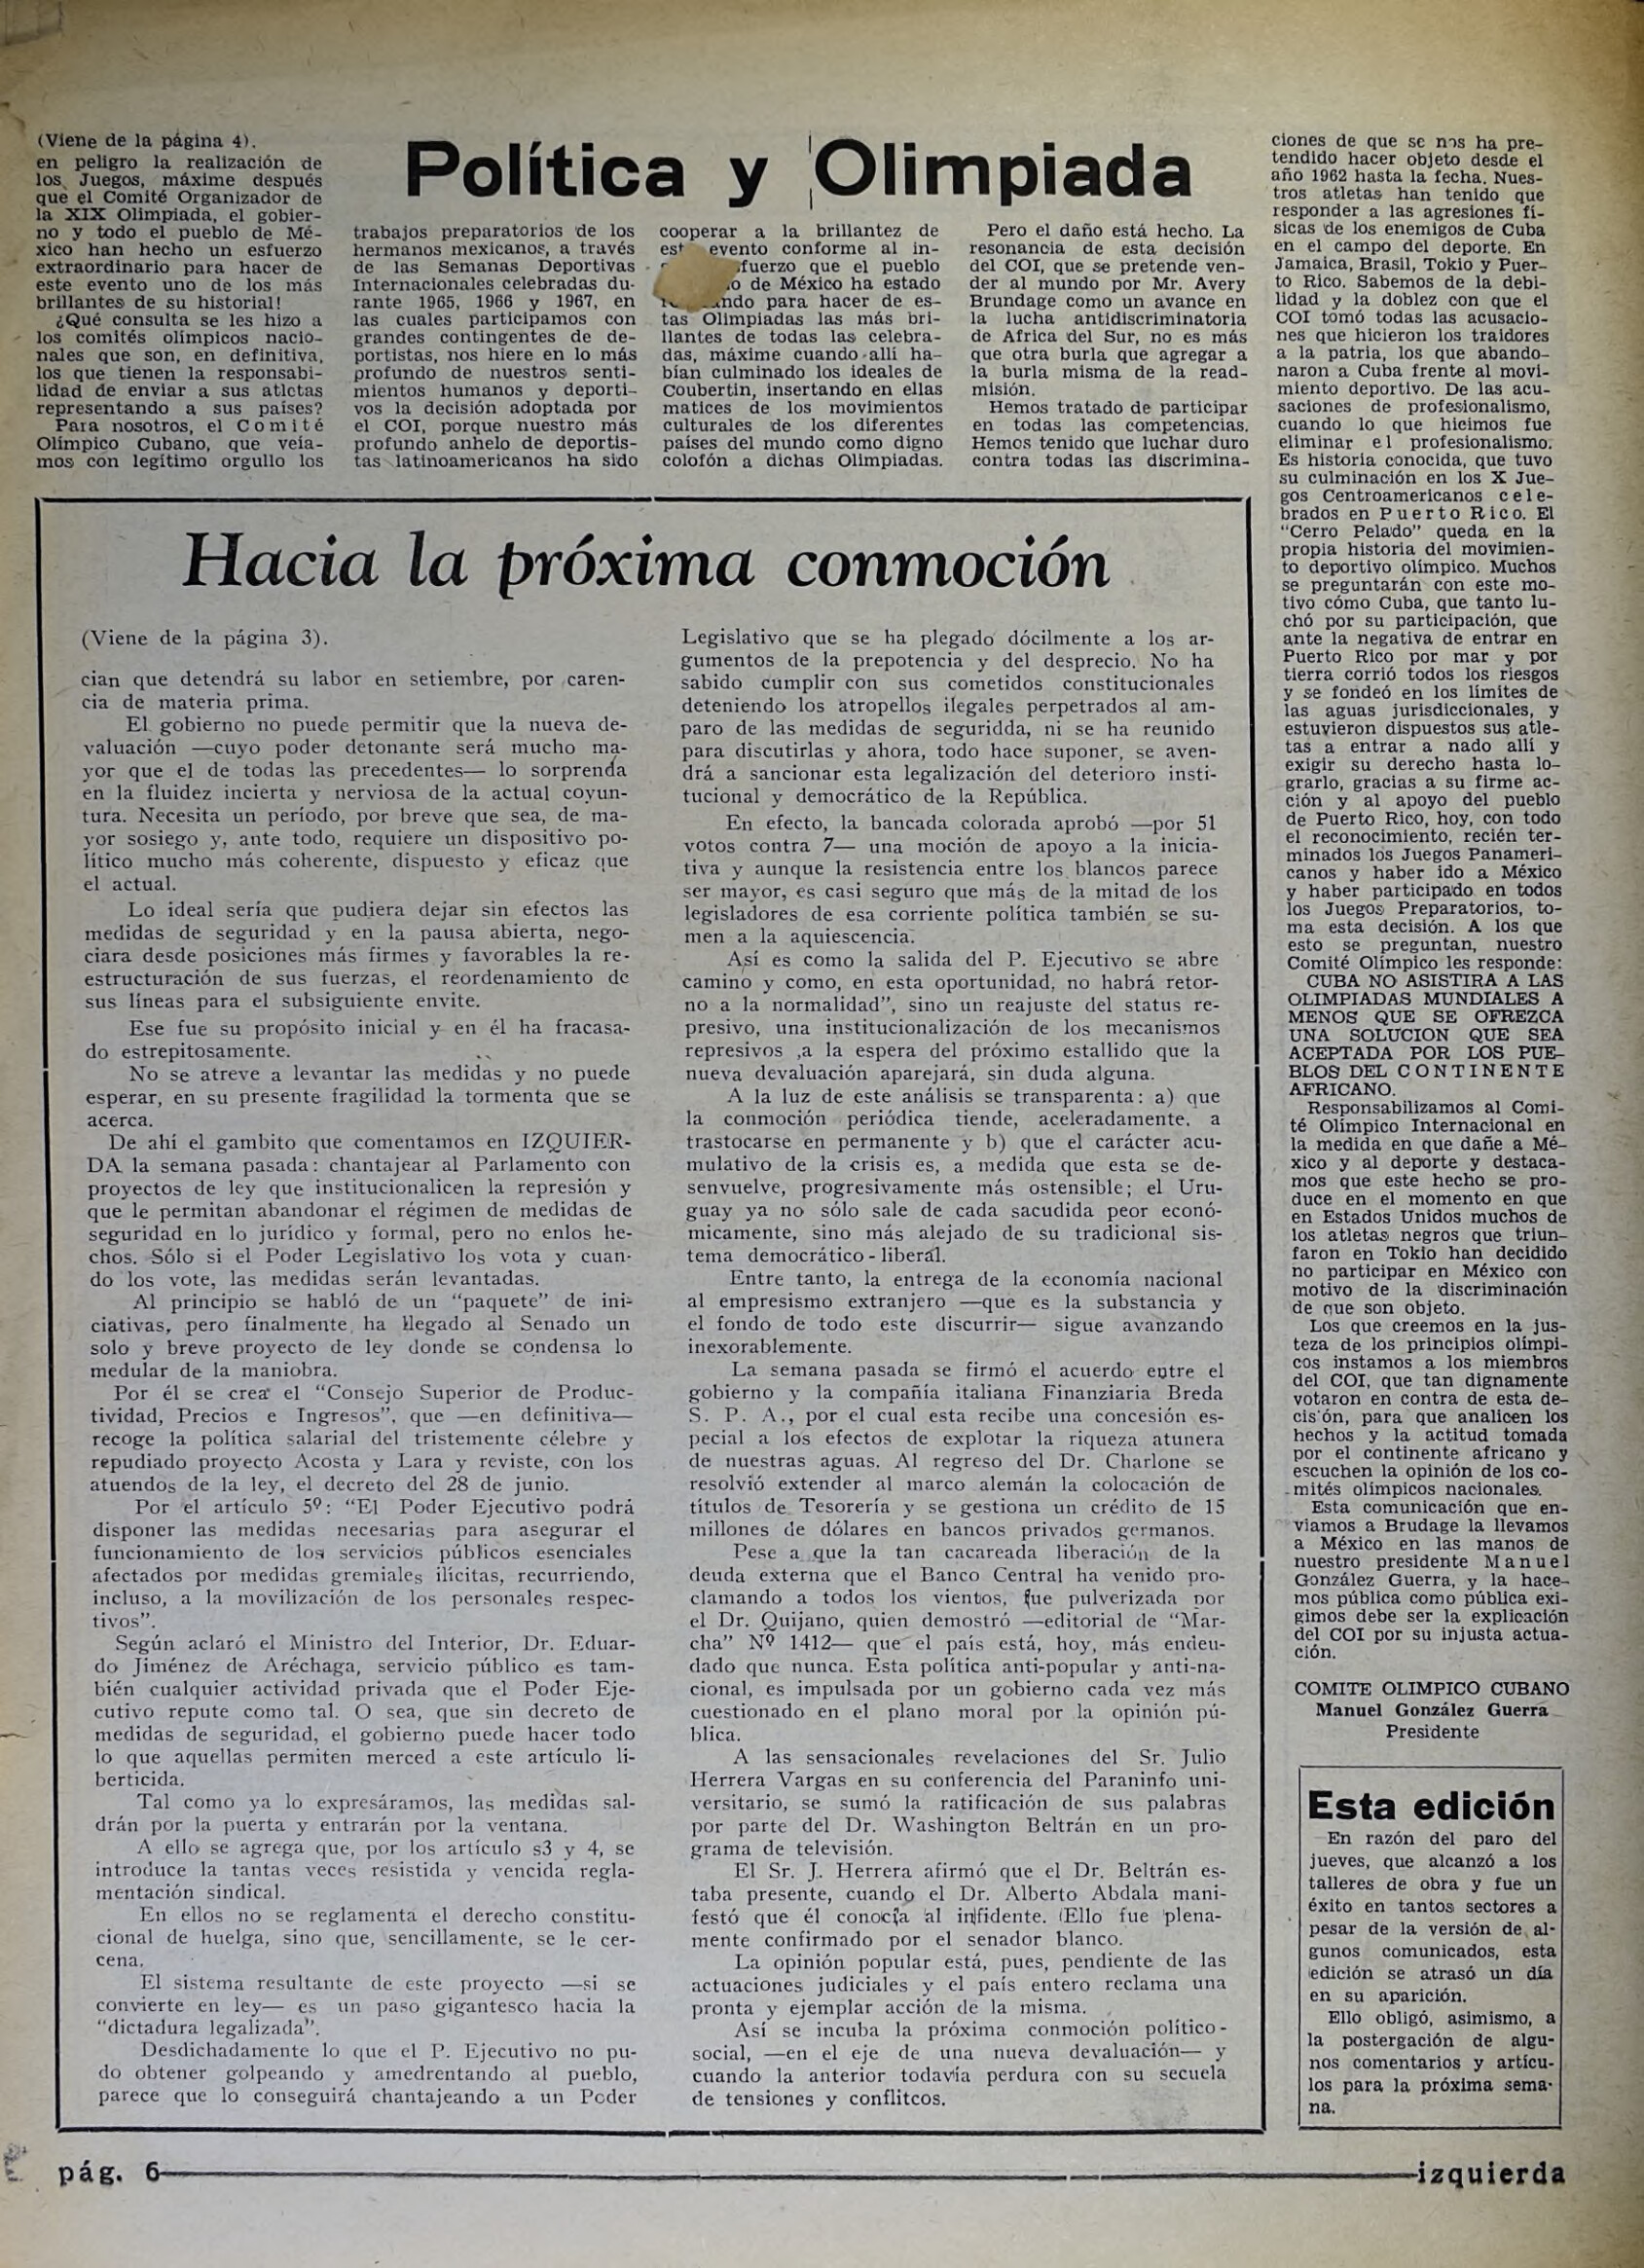 Política y Olimpiada
(Viene de la página 4).
en peligro la realización de
los Juegos, máxime después
que el Comité Organizador de
la XIX Olimpiada, el gobier-
no y todo el pueblo de Mé-
xico han hecho un esfuerzo
extraordinario para hacer de
este evento uno de los más
brillantes de su historial!
¿Qué consulta se les hizo a
los comités olímpicos nacio-
nales que son, en definitiva,
los que tienen la responsabi-
lidad de enviar a sus atletas
representando a sus países?
Para nosotros, el Comité
Olímpico Cubano, que veía-
mos con legítimo orgullo los
trabajos preparatorios de los
hermanos mexicanos, a través
de las Semanas Deportivas
Internacionales celebradas du-
rante 1965, 1966 y 1967, en
las cuales participamos con
grandes contingentes de de-
portistas, nos hiere en lo más
profundo de nuestros senti-
mientos humanos y deporti-
vos la decisión adoptada por
el COI, porque nuestro más
profundo anhelo de deportis-
tas latinoamericanos ha sido
cooperar a la brillantez de
est evento conforme al in-
fuerzo que el pueblo
o de México ha estado
ndo para hacer de es-
tas Olimpiadas las más bri-
llantes de todas las celebra-
das, máxime cuando allí ha-
bían culminado los ideales de
Coubertin, insertando en ellas
matices de los movimientos
culturales de los diferentes
países del mundo como digno
colofón a dichas Olimpiadas.
Pero el daño está hecho. La
resonancia de esta decisión
del COI, que se pretende ven-
der al mundo por Mr. Avery
Brundage como un avance en
la lucha antidiscriminatoria
de Africa del Sur, no es más
que otra burla que agregar a
la burla misma de la read-
misión.
Hemos tratado de participar
en todas las competencias.
Hemos tenido que luchar duro
contra todas las discrimina-
ciones de que se nos ha pre-
tendido hacer objeto desde el
año 1962 hasta la fecha. Nues-
tros atletas han tenido que
responder a las agresiones fí-
sicas de los enemigos de Cuba
en el campo del deporte. En
Jamaica, Brasil, Tokio y Puer-
to Rico. Sabemos de la debi-
lidad y la doblez con que el
COI tomó todas las acusacio-
nes que hicieron los traidores
a la patria, los que abando-
naron a Cuba frente al movi-
miento deportivo. De las acu-
saciones de profesionalismo,
cuando lo que hicimos fue
eliminar el profesionalismo.
Es historia conocida, que tuvo
su culminación en los X Jue-
gos Centroamericanos cele-
brados en Puerto Rico. El
"Cerro Pelado" queda en la
propia historia del movimien-
to deportivo olímpico. Muchos
se preguntarán con este mo-
tivo cómo Cuba, que tanto lu-
chó por su participación, que
ante la negativa de entrar en
Puerto Rico por mar y por
tierra corrió todos los riesgos
y se fondeó en los límites de
las aguas jurisdiccionales, y
estuvieron dispuestos sus atle-
tas a entrar a nado allí y
exigir su derecho hasta lo-
grarlo, gracias a su firme ac-
ción y al apoyo del pueblo
de Puerto Rico, hoy, con todo
el reconocimiento, recién ter-
minados los Juegos Panameri-
canos y haber ido a México
y haber participado en todos
los Juegos Preparatorios, to-
ma esta decisión. A los que
esto se preguntan, nuestro
Comité Olímpico les responde:
CUBA NO ASISTIRA A LAS
OLIMPIADAS MUNDIALES A
MENOS QUE SE OFREZCA
UNA SOLUCION QUE SEA
ACEPTADA POR LOS PUE-
BLOS DEL CONTINENTE
AFRICANO.
Responsabilizamos al Comi-
té Olímpico Internacional en
la medida en que dañe a Mé-
xico y al deporte y destaca-
mos que este hecho se pro-
duce en el momento en que
en Estados Unidos muchos de
los atletas negros que triun-
faron en Tokio han decidido
no participar en México con
motivo de la discriminación
de que son objeto.
Los que creemos en la jus-
teza de los principios olímpi-
cos instamos a los miembros
del COI, que tan dignamente
votaron en contra de esta de-
cisión, para que analicen los
hechos y la actitud tomada
por el continente africano y
escuchen la opinión de los co-
mités olímpicos nacionales.
Esta comunicación que en-
viamos a Brudage la llevamos
a México en las manos de
nuestro presidente Manuel
González Guerra, y la hace-
mos pública como pública exi-
gimos debe ser la explicación
del COI por su injusta actua-
ción.
COMITE OLIMPICO CUBANO
Manuel González Guerra
Presidente
Hacia la próxima conmoción
(Viene de la página 3).
cian que detendrá su labor en setiembre, por caren-
cia de materia prima.
El gobierno no puede permitir que la nueva de-
valuación —cuyo poder detonante será mucho ma-
yor que el de todas las precedentes— lo sorprenda
en la fluidez incierta y nerviosa de la actual coyun-
tura. Necesita un período, por breve que sea, de ma-
yor sosiego y, ante todo, requiere un dispositivo po-
lítico mucho más coherente, dispuesto y eficaz que
el actual.
Lo ideal sería que pudiera dejar sin efectos las
medidas de seguridad y en la pausa abierta, nego-
ciara desde posiciones más firmes y favorables la re-
estructuración de sus fuerzas, el reordenamiento de
sus líneas para el subsiguiente envite.
Ese fue su propósito inicial y en él ha fracasa-
do estrepitosamente.
No se atreve a levantar las medidas y no puede
esperar, en su presente fragilidad la tormenta que se
acerca.
De ahí el gambito que comentamos en IZQUIER-
DA la semana pasada: chantajear al Parlamento con
proyectos de ley que institucionalicen la represión y
que le permitan abandonar el régimen de medidas de
seguridad en lo jurídico y formal, pero no enlos he-
chos. Sólo si el Poder Legislativo los vota y cuan-
do los vote, las medidas serán levantadas.
Al principio se habló de un "paquete" de ini-
ciativas, pero finalmente ha llegado al Senado un
solo y breve proyecto de ley donde se condensa lo
medular de la maniobra.
Por él se crea el "Consejo Superior de Produc-
tividad, Precios e Ingresos", que —en definitiva—
recoge la política salarial del tristemente célebre y
repudiado proyecto Acosta y Lara y reviste, con los
atuendos de la ley, el decreto del 28 de junio.
Por el artículo 5º: "El Poder Ejecutivo podrá
disponer las medidas necesarias para asegurar el
funcionamiento de los servicios públicos esenciales
afectados por medidas gremiales ilícitas, recurriendo,
incluso, a la movilización de los personales respec-
tivos".
Según aclaró el Ministro del Interior, Dr. Eduar-
do Jiménez de Aréchaga, servicio público es tam-
bién cualquier actividad privada que el Poder Eje-
cutivo repute como tal. O sea, que sin decreto de
medidas de seguridad, el gobierno puede hacer todo
lo que aquellas permiten merced a este artículo li-
berticida.
Tal como ya lo expresáramos, las medidas sal-
drán por la puerta y entrarán por la ventana.
A ello se agrega que, por los artículo s3 y 4, se
introduce la tantas veces resistida y vencida regla-
mentación sindical.
En ellos no se reglamenta el derecho constitu-
cional de huelga, sino que, sencillamente, se le cer-
cena.
El sistema resultante de este proyecto —si se
convierte en ley— es un paso gigantesco hacia la
"dictadura legalizada".
Desdichadamente lo que el P. Ejecutivo no pu-
do obtener golpeando y amedrentando al pueblo,
parece que lo conseguirá chantajeando a un Poder
Legislativo que se ha plegado dócilmente a los ar-
gumentos de la prepotencia y del desprecio. No ha
sabido cumplir con sus cometidos constitucionales
deteniendo los atropellos ilegales perpetrados al am-
paro de las medidas de seguridda, ni se ha reunido
para discutirlas y ahora, todo hace suponer, se aven-
drá a sancionar esta legalización del deterioro insti-
tucional y democrático de la República.
En efecto, la bancada colorada aprobó —por 51
votos contra 7— una moción de apoyo a la inicia-
tiva y aunque la resistencia entre los blancos parece
ser mayor, es casi seguro que más de la mitad de los
legisladores de esa corriente política también se su-
men a la aquiescencia.
Así es como la salida del P. Ejecutivo se abre
camino y como, en esta oportunidad, no habrá retor-
no a la normalidad", sino un reajuste del status re-
presivo, una institucionalización de los mecanismos
represivos ,a la espera del próximo estallido que la
nueva devaluación aparejará, sin duda alguna.
A la luz de este análisis se transparenta: a) que
la conmoción periódica tiende, aceleradamente, a
trastocarse en permanente y b) que el carácter acu-
mulativo de la crisis es, a medida que esta se de-
senvuelve, progresivamente más ostensible; el Uru-
guay ya no sólo sale de cada sacudida peor econó-
micamente, sino más alejado de su tradicional sis-
tema democrático - liberal.
Entre tanto, la entrega de la economía nacional
al empresismo extranjero —que es la substancia y
el fondo de todo este discurrir— sigue avanzando
inexorablemente.
La semana pasada se firmó el acuerdo entre el
gobierno y la compañía italiana Finanziaria Breda
S. P. A., por el cual esta recibe una concesión es-
pecial a los efectos de explotar la riqueza atunera
de nuestras aguas. Al regreso del Dr. Charlone se
resolvió extender al marco alemán la colocación de
títulos de Tesorería y se gestiona un crédito de 15
millones de dólares en bancos privados germanos.
Pese a que la tan cacareada liberación de la
deuda externa que el Banco Central ha venido pro-
clamando a todos los vientos, fue pulverizada por
el Dr. Quijano, quien demostró —editorial de "Mar-
cha" Nº 1412— que el país está, hoy, más endeu-
dado que nunca. Esta política anti-popular y anti-na-
cional, es impulsada por un gobierno cada vez más
cuestionado en el plano moral por la opinión pú-
blica.
A las sensacionales revelaciones del Sr. Julio
Herrera Vargas en su conferencia del Paraninfo uni-
versitario, se sumó la ratificación de sus palabras
por parte del Dr. Washington Beltrán en un pro-
grama de televisión.
El Sr. J. Herrera afirmó que el Dr. Beltrán es-
taba presente, cuando el Dr. Alberto Abdala mani-
festó que él conocía al infidente. (Ello fue plena-
mente confirmado por el senador blanco.
La opinión popular está, pues, pendiente de las
actuaciones judiciales y el país entero reclama una
pronta y ejemplar acción de la misma.
Así se incuba la próxima conmoción político -
social, —en el eje de una nueva devaluación— y
cuando la anterior todavía perdura con su secuela
de tensiones y conflitcos.
Esta edición
En razón del paro del
jueves, que alcanzó a los
talleres de obra y fue un
éxito en tantos sectores a
pesar de la versión de al-
gunos comunicados, esta
edición se atrasó un día
en su aparición.
Ello obligó, asimismo, a
la postergación de algu-
nos comentarios y artícu-
los para la próxima sema-
na.
pág. 6
izquierda